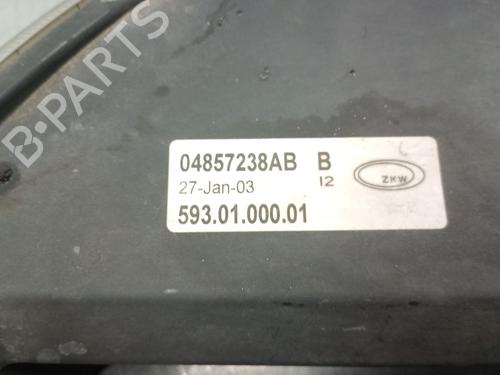 B-PARTS
04857238AB B
27-Jan-03 12
593.01.000.01
ZKW